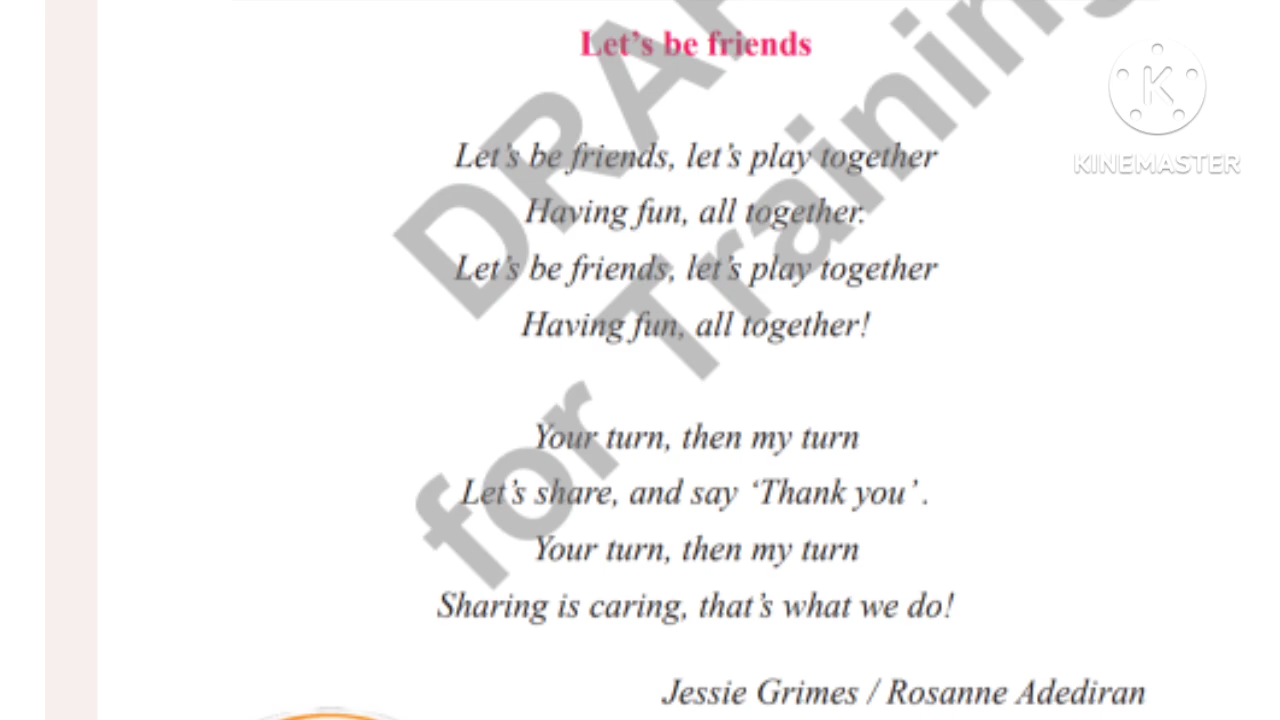 Let's be friends
KINEMASTER
Let's be friends, let's play together
Having fun, all together.
Let's be friends, let's play together
Having fun, all together!
Your turn, then my turn
Let's share, and say ‘Thank you’.
Your turn, then my turn
Sharing is caring, that's what we do!
Jessie Grimes / Rosanne Adediran
DRA
for Training